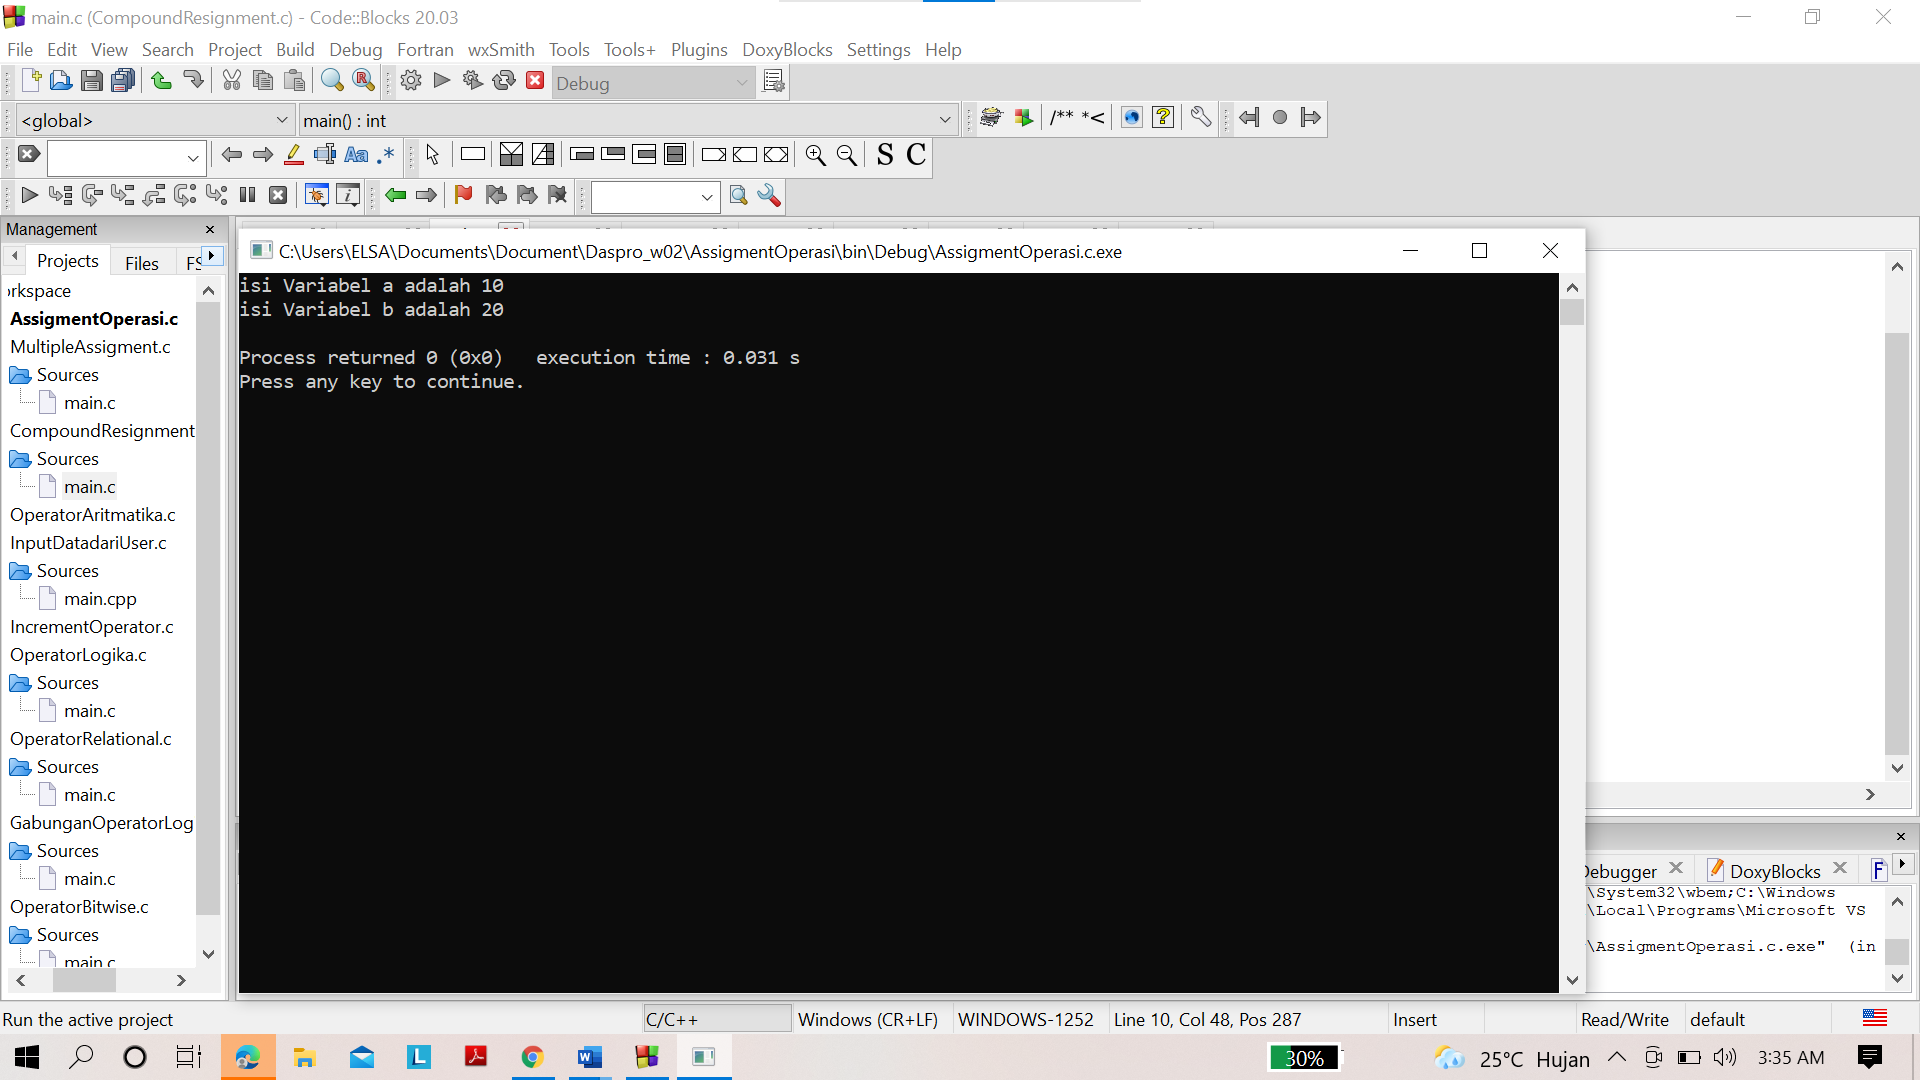 main.c (CompoundResignment.c) - Code::Blocks 20.03
File Edit View Search Project Build Debug Fortran wxSmith Tools Tools+ Plugins DoxyBlocks Settings Help
Debug
<global> main() : int /** *<
Aa .* S C
Management
Projects Files FS
rkspace
AssigmentOperasi.c
MultipleAssigment.c
Sources
main.c
CompoundResignment
Sources
main.c
OperatorAritmatika.c
InputDatadariUser.c
Sources
main.cpp
IncrementOperator.c
OperatorLogika.c
Sources
main.c
OperatorRelational.c
Sources
main.c
GabunganOperatorLog
Sources
main.c
OperatorBitwise.c
Sources
main.c
C:\Users\ELSA\Documents\Document\Daspro_w02\AssigmentOperasi\bin\Debug\AssigmentOperasi.c.exe
isi Variabel a adalah 10
isi Variabel b adalah 20
Process returned 0 (0x0)   execution time : 0.031 s
Press any key to continue.
Debugger DoxyBlocks F
\System32\wbem;C:\Windows
\Local\Programs\Microsoft VS
\AssigmentOperasi.c.exe" (in
Run the active project C/C++ Windows (CR+LF) WINDOWS-1252 Line 10, Col 48, Pos 287 Insert Read/Write default
30% 25°C Hujan 3:35 AM